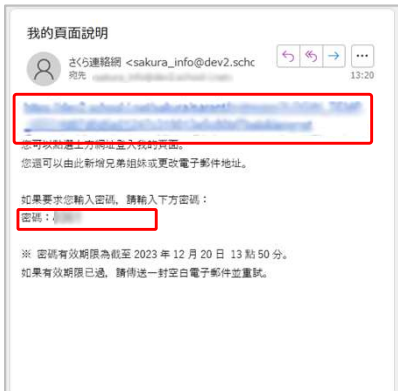 我的頁面說明
さくら連絡網 <sakura_info@dev2.schc
宛先
13:20
您可以點選上方網址登入我的頁面。
您還可以由此新增兄弟姐妹或更改電子郵件地址。
如果要求您輸入密碼，請輸入下方密碼：
密碼：
※ 密碼有效期限為截至 2023 年 12 月 20 日 13 點 50 分。
如果有效期限已過，請傳送一封空白電子郵件並重試。